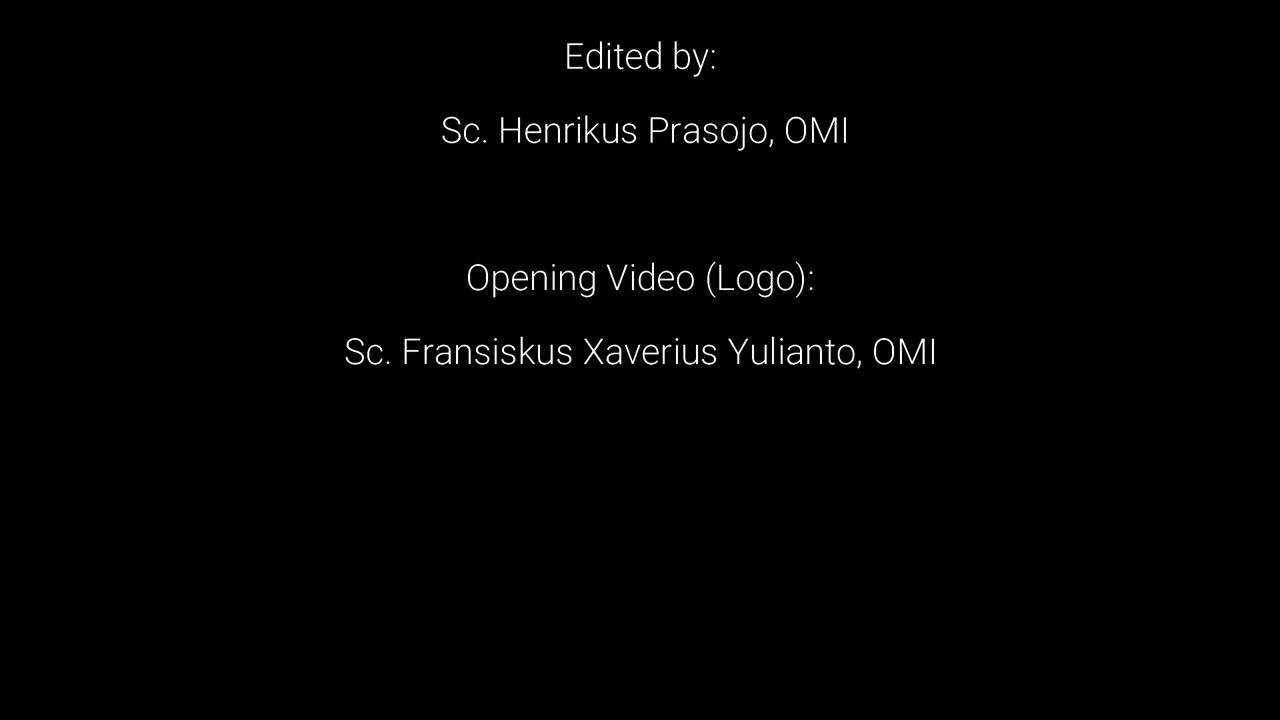 Edited by:
Sc. Henrikus Prasojo, OMI
Opening Video (Logo):
Sc. Fransiskus Xaverius Yulianto, OMI